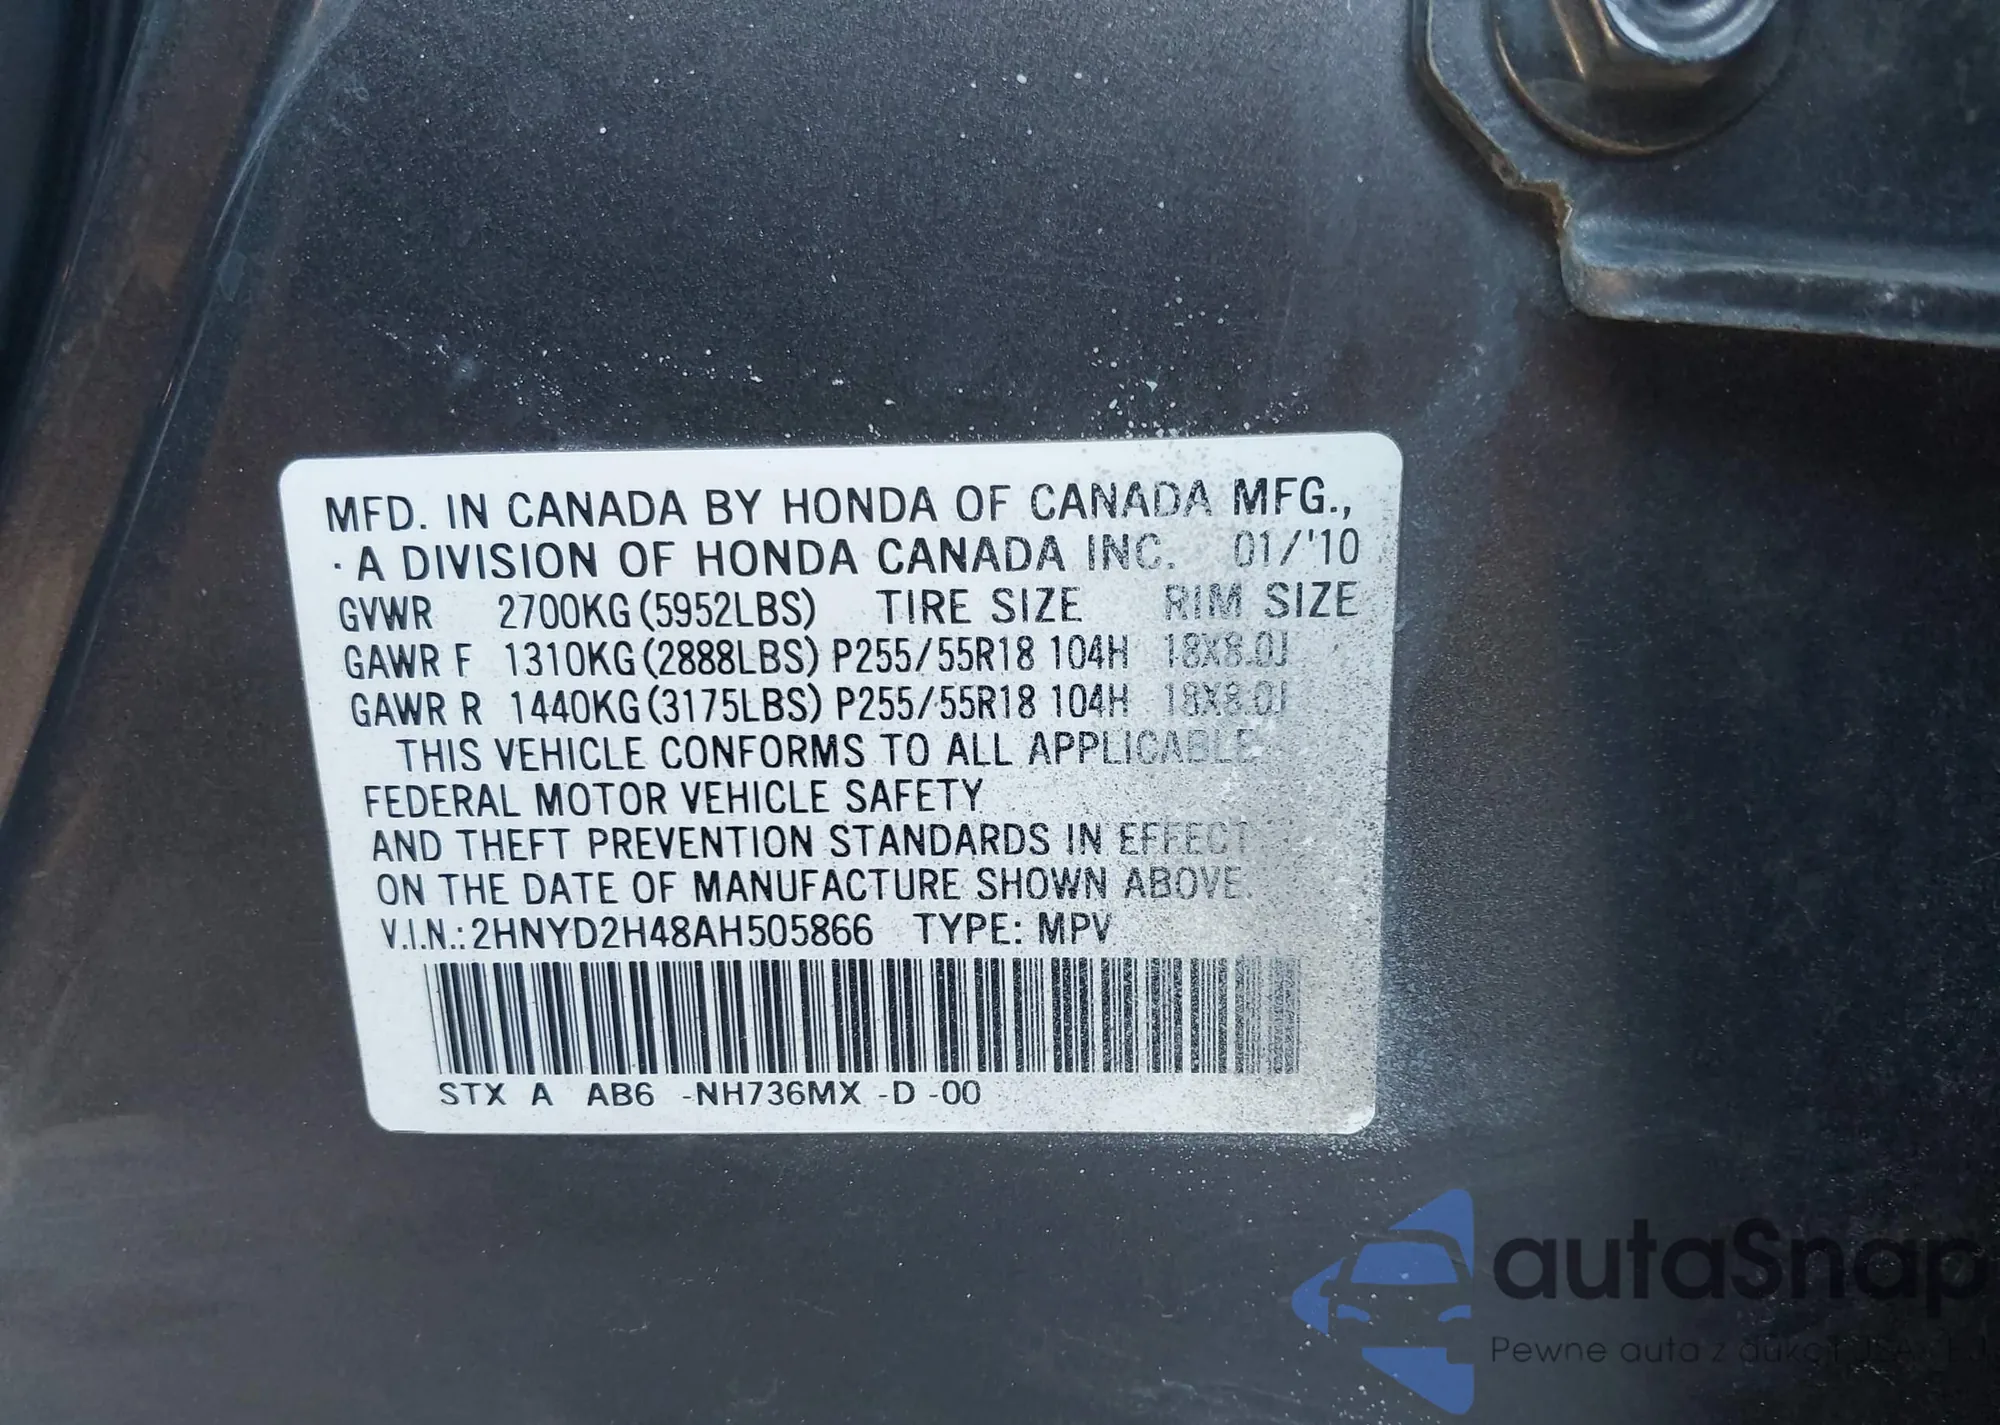 MFD. IN CANADA BY HONDA OF CANADA MFG.,
· A DIVISION OF HONDA CANADA INC. 01/'10
GVWR 2700KG (5952LBS) TIRE SIZE RIM SIZE
GAWR F 1310KG (2888LBS) P255/55R18 104H 18X8.0J
GAWR R 1440KG (3175LBS) P255/55R18 104H 18X8.0J
THIS VEHICLE CONFORMS TO ALL APPLICABLE
FEDERAL MOTOR VEHICLE SAFETY
AND THEFT PREVENTION STANDARDS IN EFFECT
ON THE DATE OF MANUFACTURE SHOWN ABOVE.
V.I.N.: 2HNYD2H48AH505866 TYPE: MPV
STX A AB6 -NH736MX -D -00
autaSnap
Pewne auta z